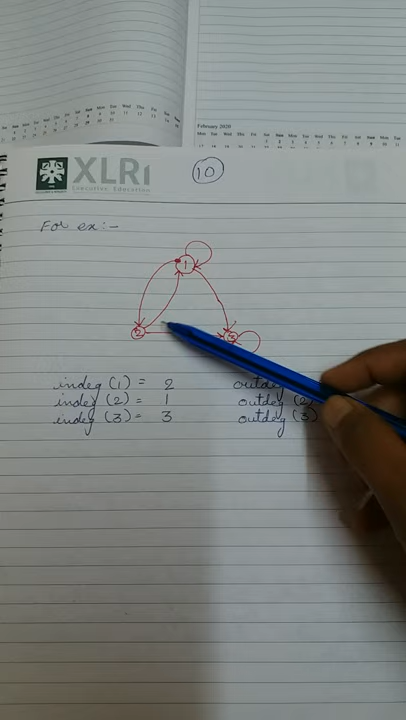 February 2020
XLRI
Executive Education
10
For ex:-
1
2
3
indeg (1) = 2 outdeg
indeg (2) = 1 outdeg (2)
indeg (3) = 3 outdeg (3)